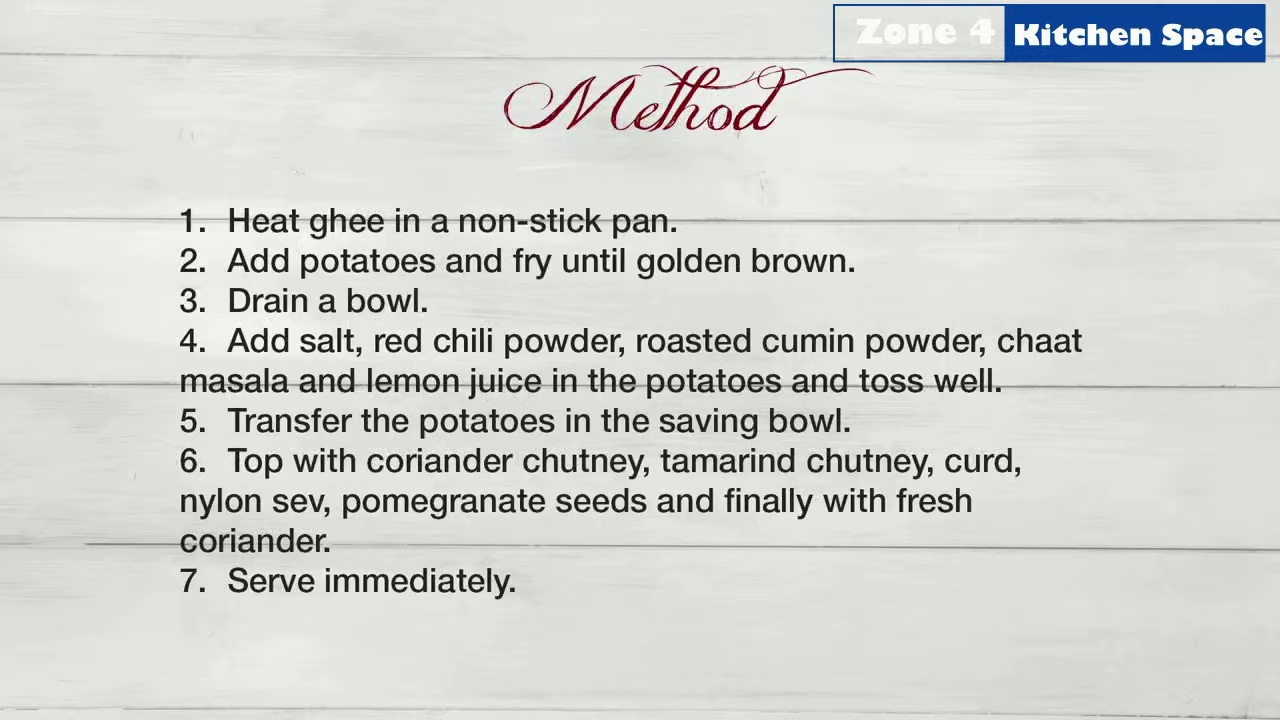 Zone 4 Kitchen Space
Method
1. Heat ghee in a non-stick pan.
2. Add potatoes and fry until golden brown.
3. Drain a bowl.
4. Add salt, red chili powder, roasted cumin powder, chaat
masala and lemon juice in the potatoes and toss well.
5. Transfer the potatoes in the saving bowl.
6. Top with coriander chutney, tamarind chutney, curd,
nylon sev, pomegranate seeds and finally with fresh
coriander.
7. Serve immediately.